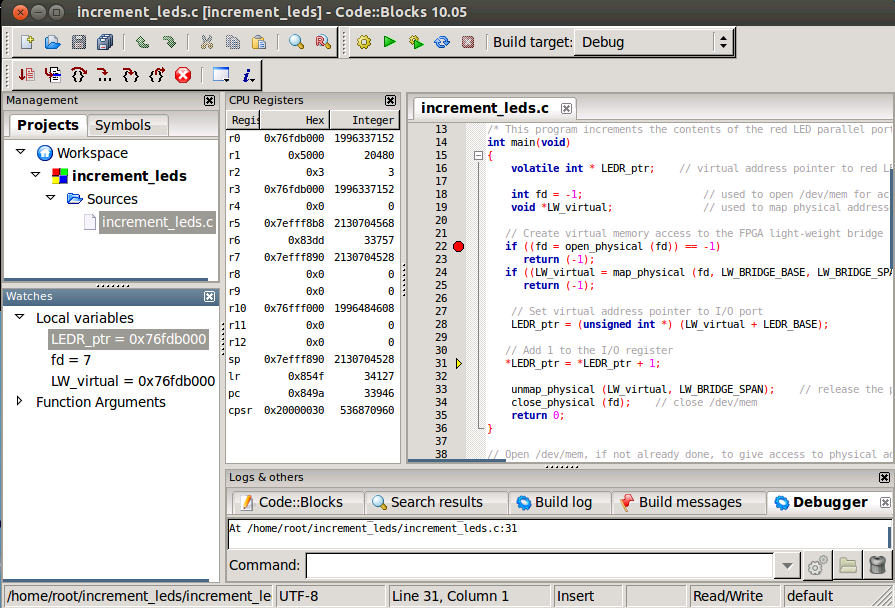 increment_leds.c [increment_leds] - Code::Blocks 10.05
Build target: Debug
Management
Projects Symbols
Workspace
increment_leds
Sources
increment_leds.c
Watches
Local variables
LEDR_ptr = 0x76fdb000
fd = 7
LW_virtual = 0x76fdb000
Function Arguments
CPU Registers
Regis Hex Integer
r0 0x76fdb000 1996337152
r1 0x5000 20480
r2 0x3 3
r3 0x76fdb000 1996337152
r4 0x0 0
r5 0x7efff8b8 2130704568
r6 0x83dd 33757
r7 0x7efff890 2130704528
r8 0x0 0
r9 0x0 0
r10 0x76fff000 1996484608
r11 0x0 0
r12 0x0 0
sp 0x7efff890 2130704528
lr 0x854f 34127
pc 0x849a 33946
cpsr 0x20000030 536870960
increment_leds.c
13 /* This program increments the contents of the red LED parallel port
14 int main(void)
15 {
16 volatile int * LEDR_ptr; // virtual address pointer to red LE
17
18 int fd = -1; // used to open /dev/mem for ac
19 void *LW_virtual; // used to map physical addresse
20
21 // Create virtual memory access to the FPGA light-weight bridge
22 if ((fd = open_physical (fd)) == -1)
23 return (-1);
24 if ((LW_virtual = map_physical (fd, LW_BRIDGE_BASE, LW_BRIDGE_SPA
25 return (-1);
26
27 // Set virtual address pointer to I/O port
28 LEDR_ptr = (unsigned int *) (LW_virtual + LEDR_BASE);
29
30 // Add 1 to the I/O register
31 *LEDR_ptr = *LEDR_ptr + 1;
32
33 unmap_physical (LW_virtual, LW_BRIDGE_SPAN); // release the p
34 close_physical (fd); // close /dev/mem
35 return 0;
36 }
37
38 // Open /dev/mem, if not already done, to give access to physical ad
Logs & others
Code::Blocks Search results Build log Build messages Debugger
At /home/root/increment_leds/increment_leds.c:31
Command:
/home/root/increment_leds/increment_le UTF-8 Line 31, Column 1 Insert Read/Write default